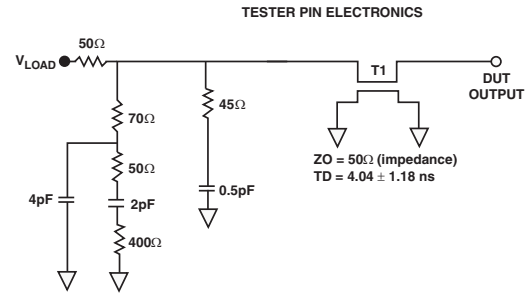 TESTER PIN ELECTRONICS
50Ω
VLOAD
T1
DUT
OUTPUT
70Ω
45Ω
ZO = 50Ω (impedance)
TD = 4.04 ± 1.18 ns
50Ω
4pF
2pF
0.5pF
400Ω